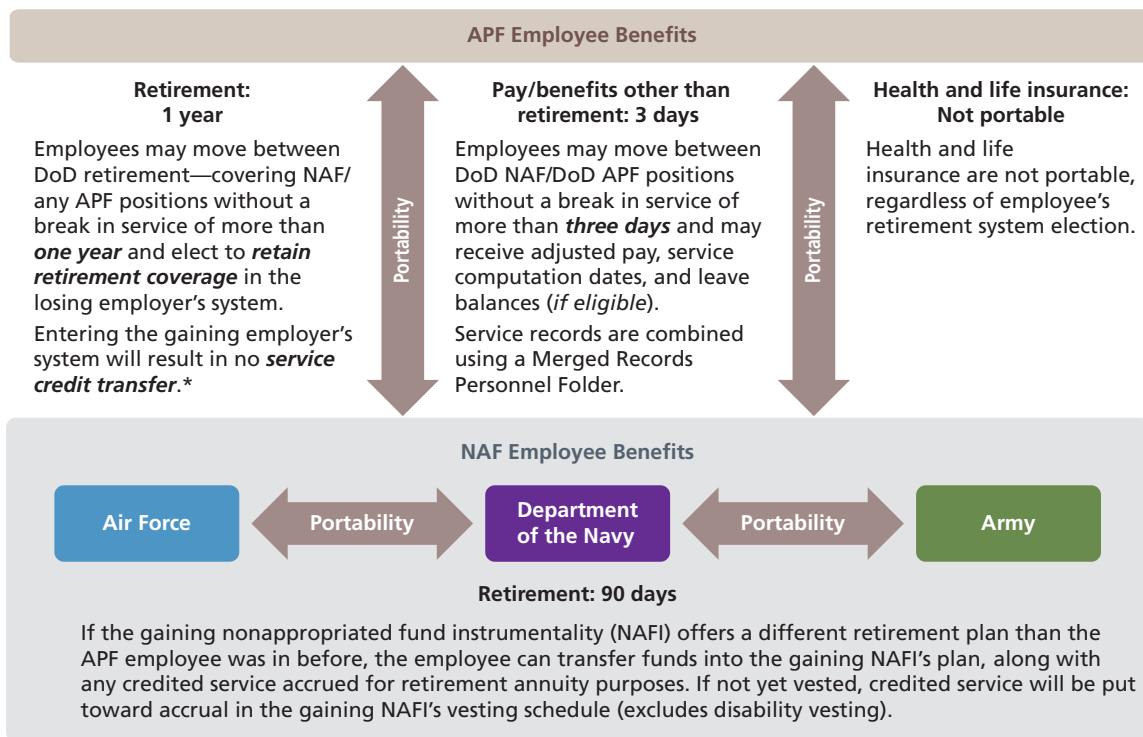 APF Employee Benefits
Retirement:
1 year
Employees may move between
DoD retirement—covering NAF/
any APF positions without a
break in service of more than
one year and elect to retain
retirement coverage in the
losing employer’s system.
Entering the gaining employer’s
system will result in no service
credit transfer.*
Portability
Pay/benefits other than
retirement: 3 days
Employees may move between
DoD NAF/DoD APF positions
without a break in service of
more than three days and may
receive adjusted pay, service
computation dates, and leave
balances (if eligible).
Service records are combined
using a Merged Records
Personnel Folder.
Portability
Health and life insurance:
Not portable
Health and life
insurance are not portable,
regardless of employee’s
retirement system election.
NAF Employee Benefits
Air Force
Portability
Department
of the Navy
Portability
Army
Retirement: 90 days
If the gaining nonappropriated fund instrumentality (NAFI) offers a different retirement plan than the
APF employee was in before, the employee can transfer funds into the gaining NAFI’s plan, along with
any credited service accrued for retirement annuity purposes. If not yet vested, credited service will be put
toward accrual in the gaining NAFI’s vesting schedule (excludes disability vesting).